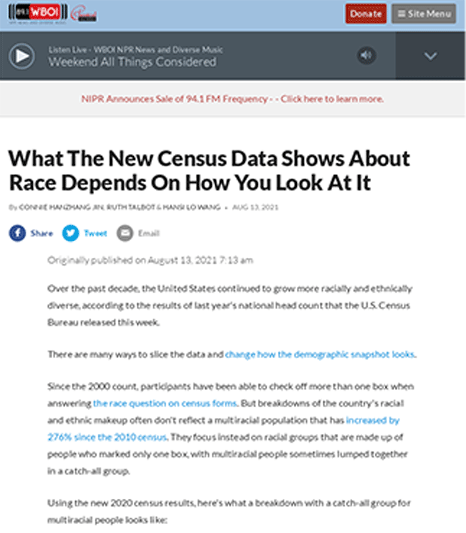 89.1 WBOI
Donate
Site Menu
Listen Live - WBOI NPR News and Diverse Music
Weekend All Things Considered
NIPR Announces Sale of 94.1 FM Frequency - - Click here to learn more.
What The New Census Data Shows About
Race Depends On How You Look At It
By CONNIE HANZHANG JIN, RUTH TALBOT & HANSI LO WANG • AUG 13, 2021
Share
Tweet
Email
Originally published on August 13, 2021 7:13 am
Over the past decade, the United States continued to grow more racially and ethnically
diverse, according to the results of last year's national head count that the U.S. Census
Bureau released this week.
There are many ways to slice the data and change how the demographic snapshot looks.
Since the 2000 count, participants have been able to check off more than one box when
answering the race question on census forms. But breakdowns of the country's racial
and ethnic makeup often don't reflect a multiracial population that has increased by
276% since the 2010 census. They focus instead on racial groups that are made up of
people who marked only one box, with multiracial people sometimes lumped together
in a catch-all group.
Using the new 2020 census results, here's what a breakdown with a catch-all group for
multiracial people looks like: